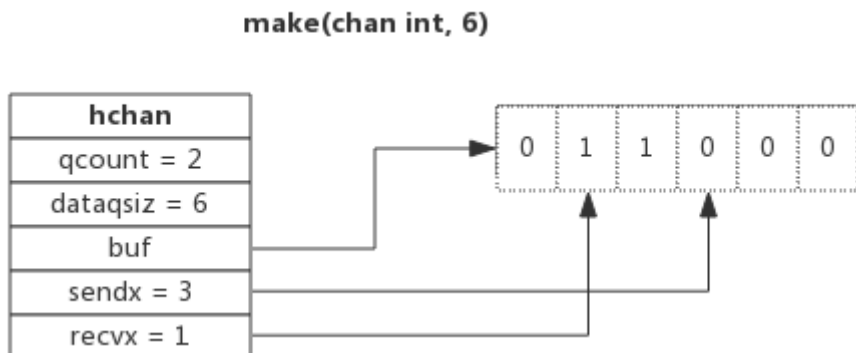 make(chan int, 6)
hchan
qcount = 2
dataqsiz = 6
buf
sendx = 3
recvx = 1
0 1 1 0 0 0